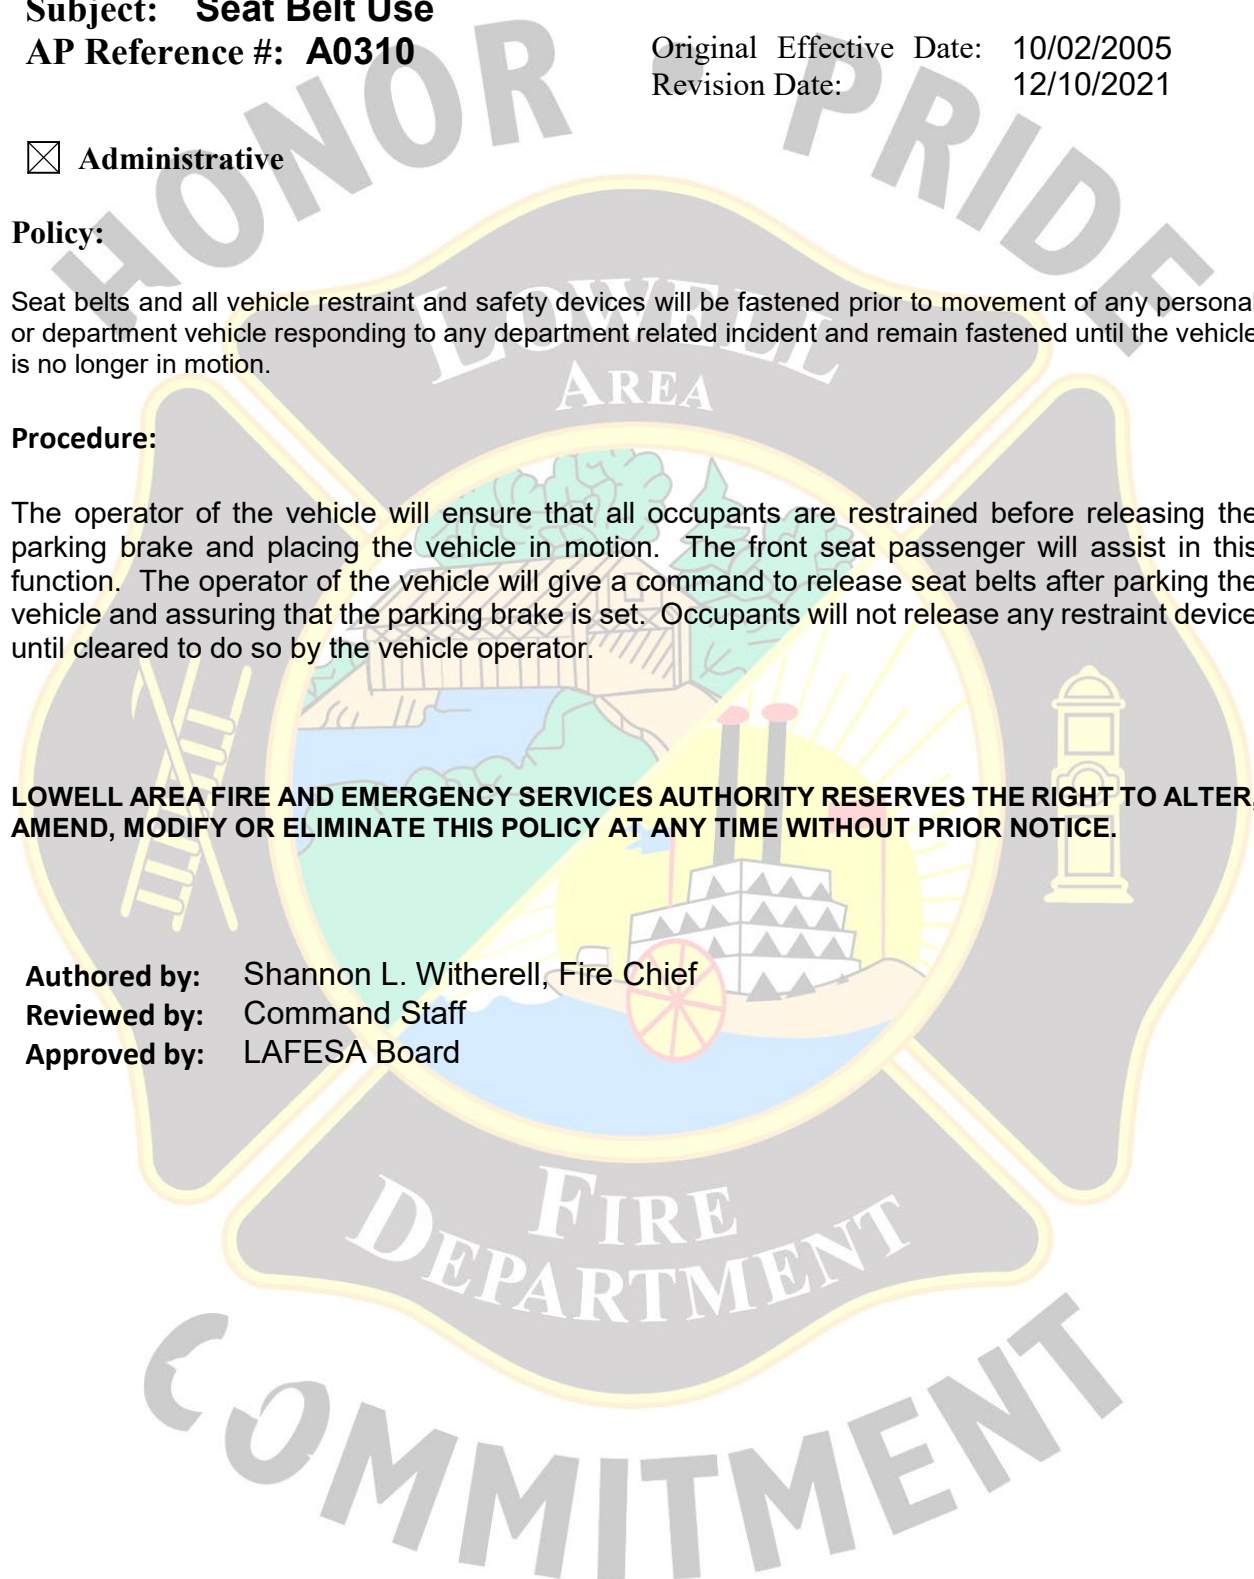 Subject: Seat Belt Use
AP Reference #: A0310
Original Effective Date: 10/02/2005
Revision Date: 12/10/2021
Administrative
Policy:
Seat belts and all vehicle restraint and safety devices will be fastened prior to movement of any personal
or department vehicle responding to any department related incident and remain fastened until the vehicle
is no longer in motion.
Procedure:
The operator of the vehicle will ensure that all occupants are restrained before releasing the
parking brake and placing the vehicle in motion. The front seat passenger will assist in this
function. The operator of the vehicle will give a command to release seat belts after parking the
vehicle and assuring that the parking brake is set. Occupants will not release any restraint device
until cleared to do so by the vehicle operator.
LOWELL AREA FIRE AND EMERGENCY SERVICES AUTHORITY RESERVES THE RIGHT TO ALTER,
AMEND, MODIFY OR ELIMINATE THIS POLICY AT ANY TIME WITHOUT PRIOR NOTICE.
Authored by: Shannon L. Witherell, Fire Chief
Reviewed by: Command Staff
Approved by: LAFESA Board
HONOR - PRIDE
LOWELL
AREA
FIRE
DEPARTMENT
COMMITMENT